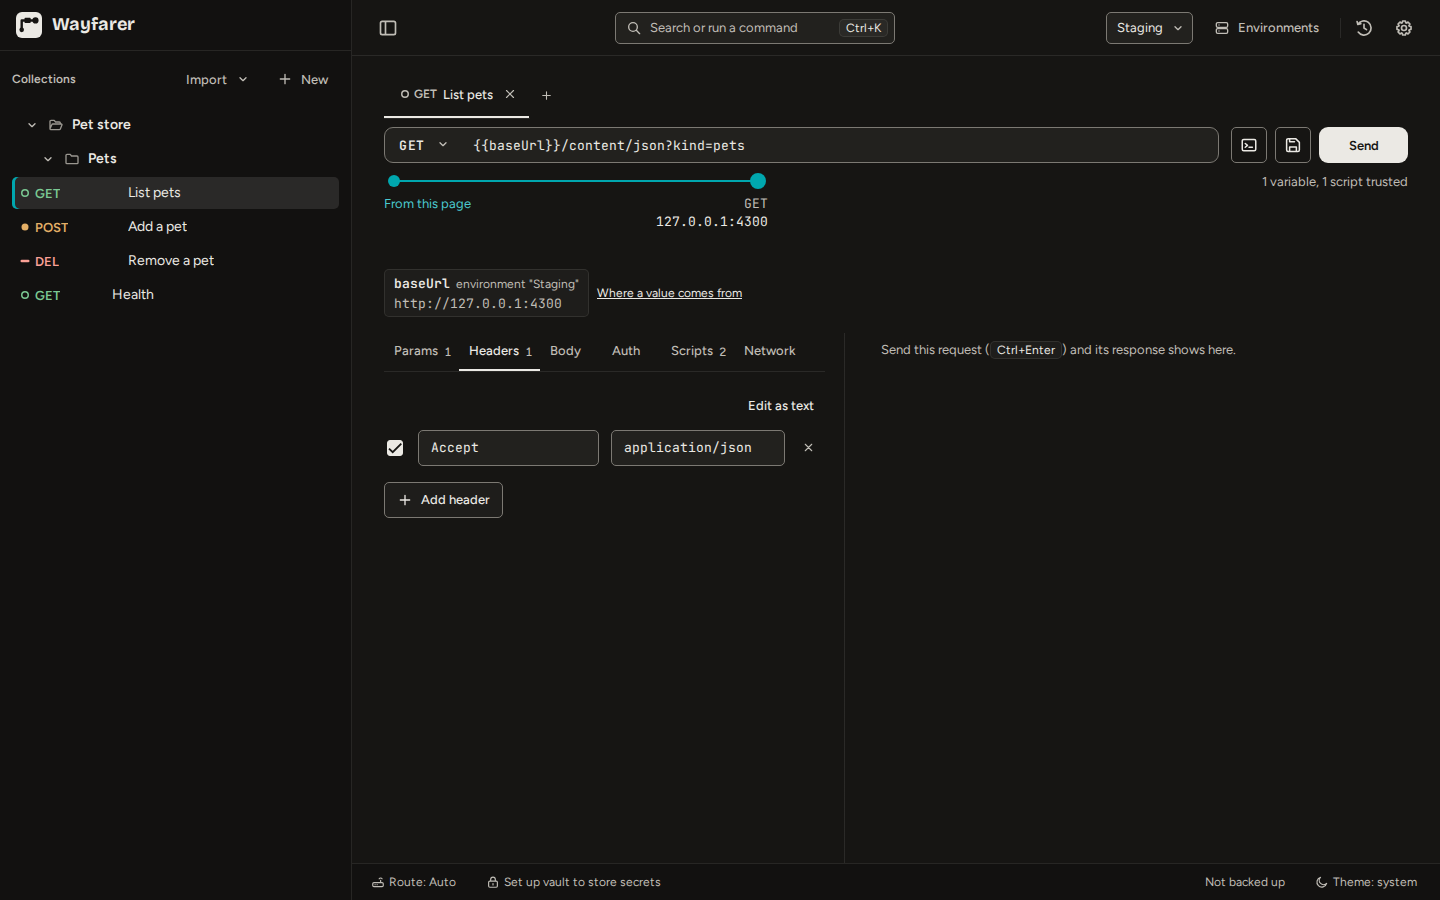 Wayfarer
Search or run a command Ctrl+K
Staging
Environments
Collections
Import
New
GET List pets
Pet store
Pets
GET List pets
POST Add a pet
DEL Remove a pet
GET Health
GET {{baseUrl}}/content/json?kind=pets
Send
1 variable, 1 script trusted
From this page
GET
127.0.0.1:4300
baseUrl environment "Staging"
http://127.0.0.1:4300
Where a value comes from
Params 1 Headers 1 Body Auth Scripts 2 Network
Send this request (Ctrl+Enter) and its response shows here.
Edit as text
Accept application/json
Add header
Route: Auto
Set up vault to store secrets
Not backed up
Theme: system